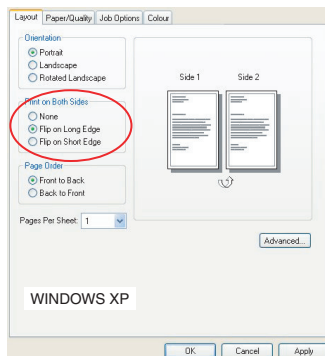 Layout Paper/Quality Job Options Colour
Orientation
Portrait
Landscape
Rotated Landscape
Print on Both Sides
None
Flip on Long Edge
Flip on Short Edge
Page Order
Front to Back
Back to Front
Pages Per Sheet: 1
Side 1 Side 2
Advanced...
WINDOWS XP
OK Cancel Apply